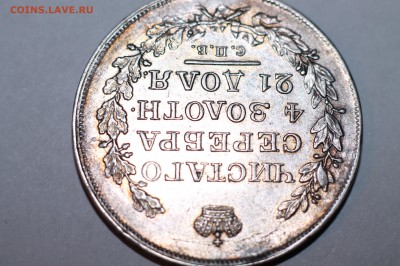 COINS.LAVE.RU
ЧИСТАГО
СЕРЕБРА
4 ЗОЛОТН.
21 ДОЛЯ.
С.П.Б.